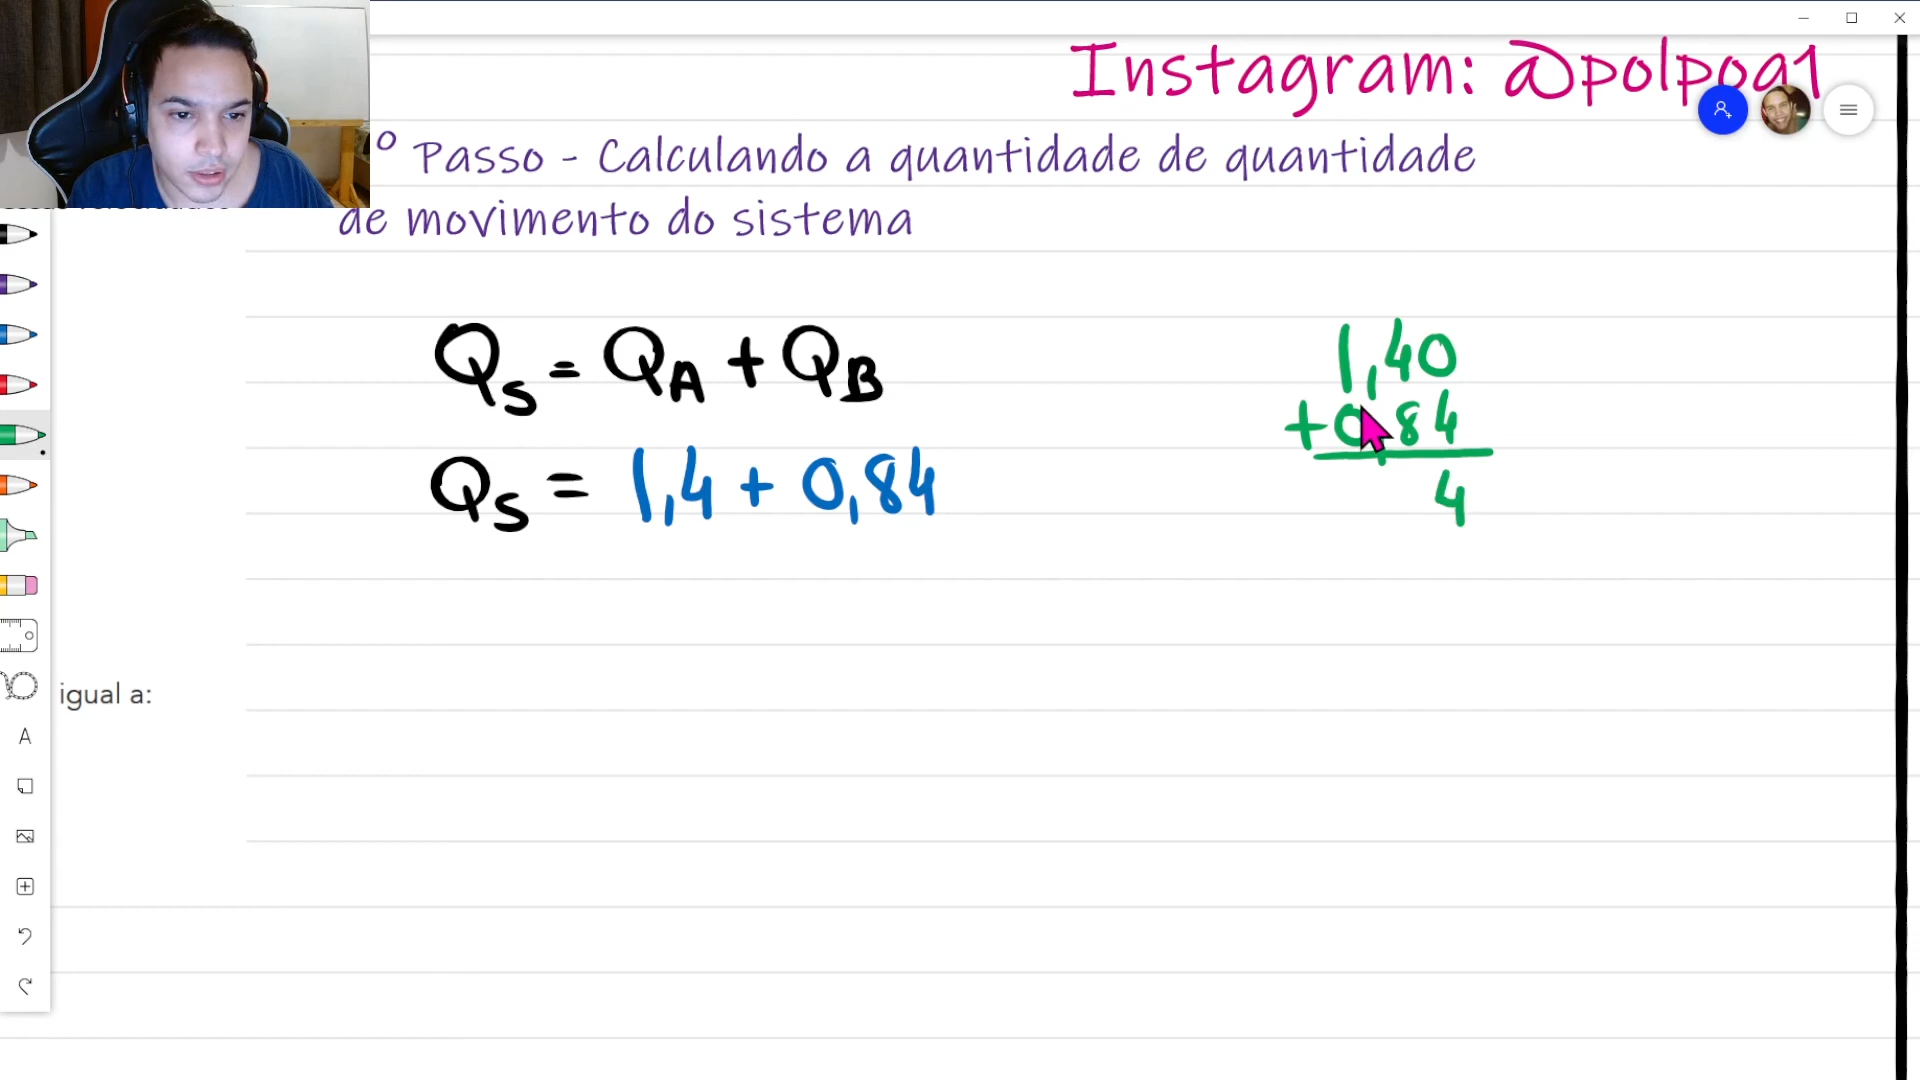 Instagram: @polpoa1
º Passo - Calculando a quantidade de quantidade
de movimento do sistema
Qs = QA + QB
Qs = 1,4 + 0,84
1,40
+0,84
4
igual a:
A